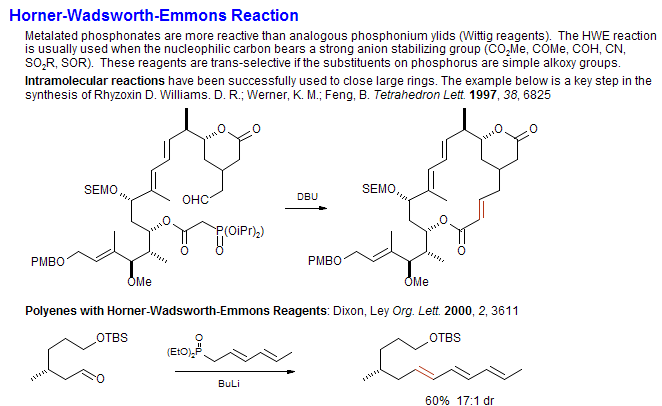 Horner-Wadsworth-Emmons Reaction
Metalated phosphonates are more reactive than analogous phosphonium ylids (Wittig reagents).  The HWE reaction
is usually used when the nucleophilic carbon bears a strong anion stabilizing group (CO2Me, COMe, COH, CN,
SO2R, SOR).  These reagents are trans-selective if the substituents on phosphorus are simple alkoxy groups.
Intramolecular reactions have been successfully used to close large rings. The example below is a key step in the
synthesis of Rhyzoxin D. Williams. D. R.; Werner, K. M.; Feng, B. Tetrahedron Lett. 1997, 38, 6825
O
O
SEMO
OHC
O
P(OiPr)2)
O
O
PMBO
OMe
DBU
O
O
SEMO
O
O
PMBO
OMe
Polyenes with Horner-Wadsworth-Emmons Reagents: Dixon, Ley Org. Lett. 2000, 2, 3611
OTBS
O
O
(EtO)2P
BuLi
OTBS
60%  17:1 dr